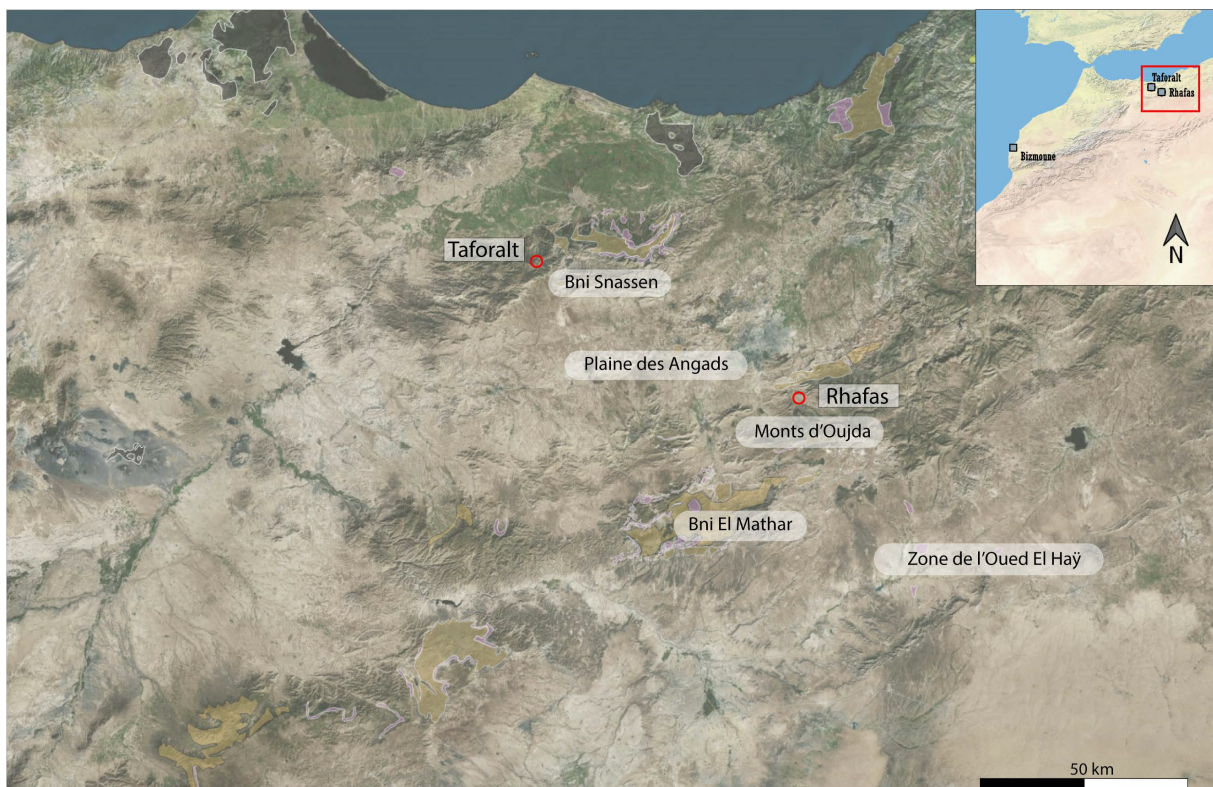 Taforalt
Rhafas
Bizmoune
N
Taforalt
Bni Snassen
Plaine des Angads
Rhafas
Monts d'Oujda
Bni El Mathar
Zone de l'Oued El Haÿ
50 km